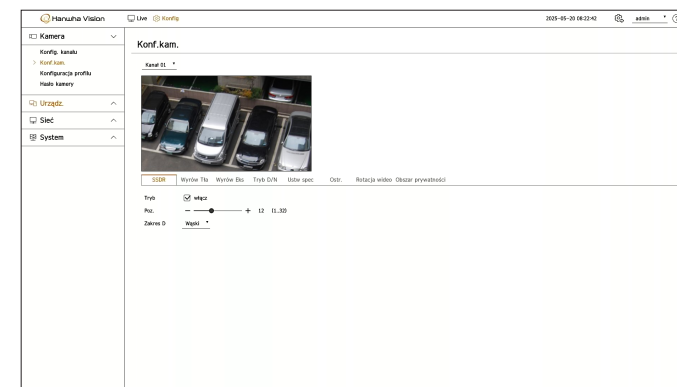 Hanwha Vision
Live Konfig
2025-05-20 08:22:42
admin
Kamera
Konfig. kanału
Konf.kam.
Konfiguracja profilu
Hasło kamery
Urządz.
Sieć
System
Konf.kam.
Kanał 01
SSDR Wyrów Tła Wyrów Eks Tryb D/N Ustw spec Ostr. Rotacja wideo Obszar prywatności
Tryb włącz
Poz. 12 (1..32)
Zakres D Wąski